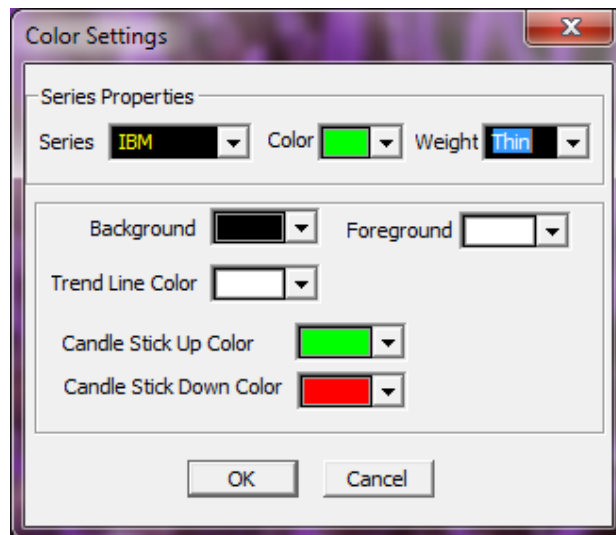 Color Settings
Series Properties
Series IBM Color Weight Thin
Background Foreground
Trend Line Color
Candle Stick Up Color
Candle Stick Down Color
OK Cancel